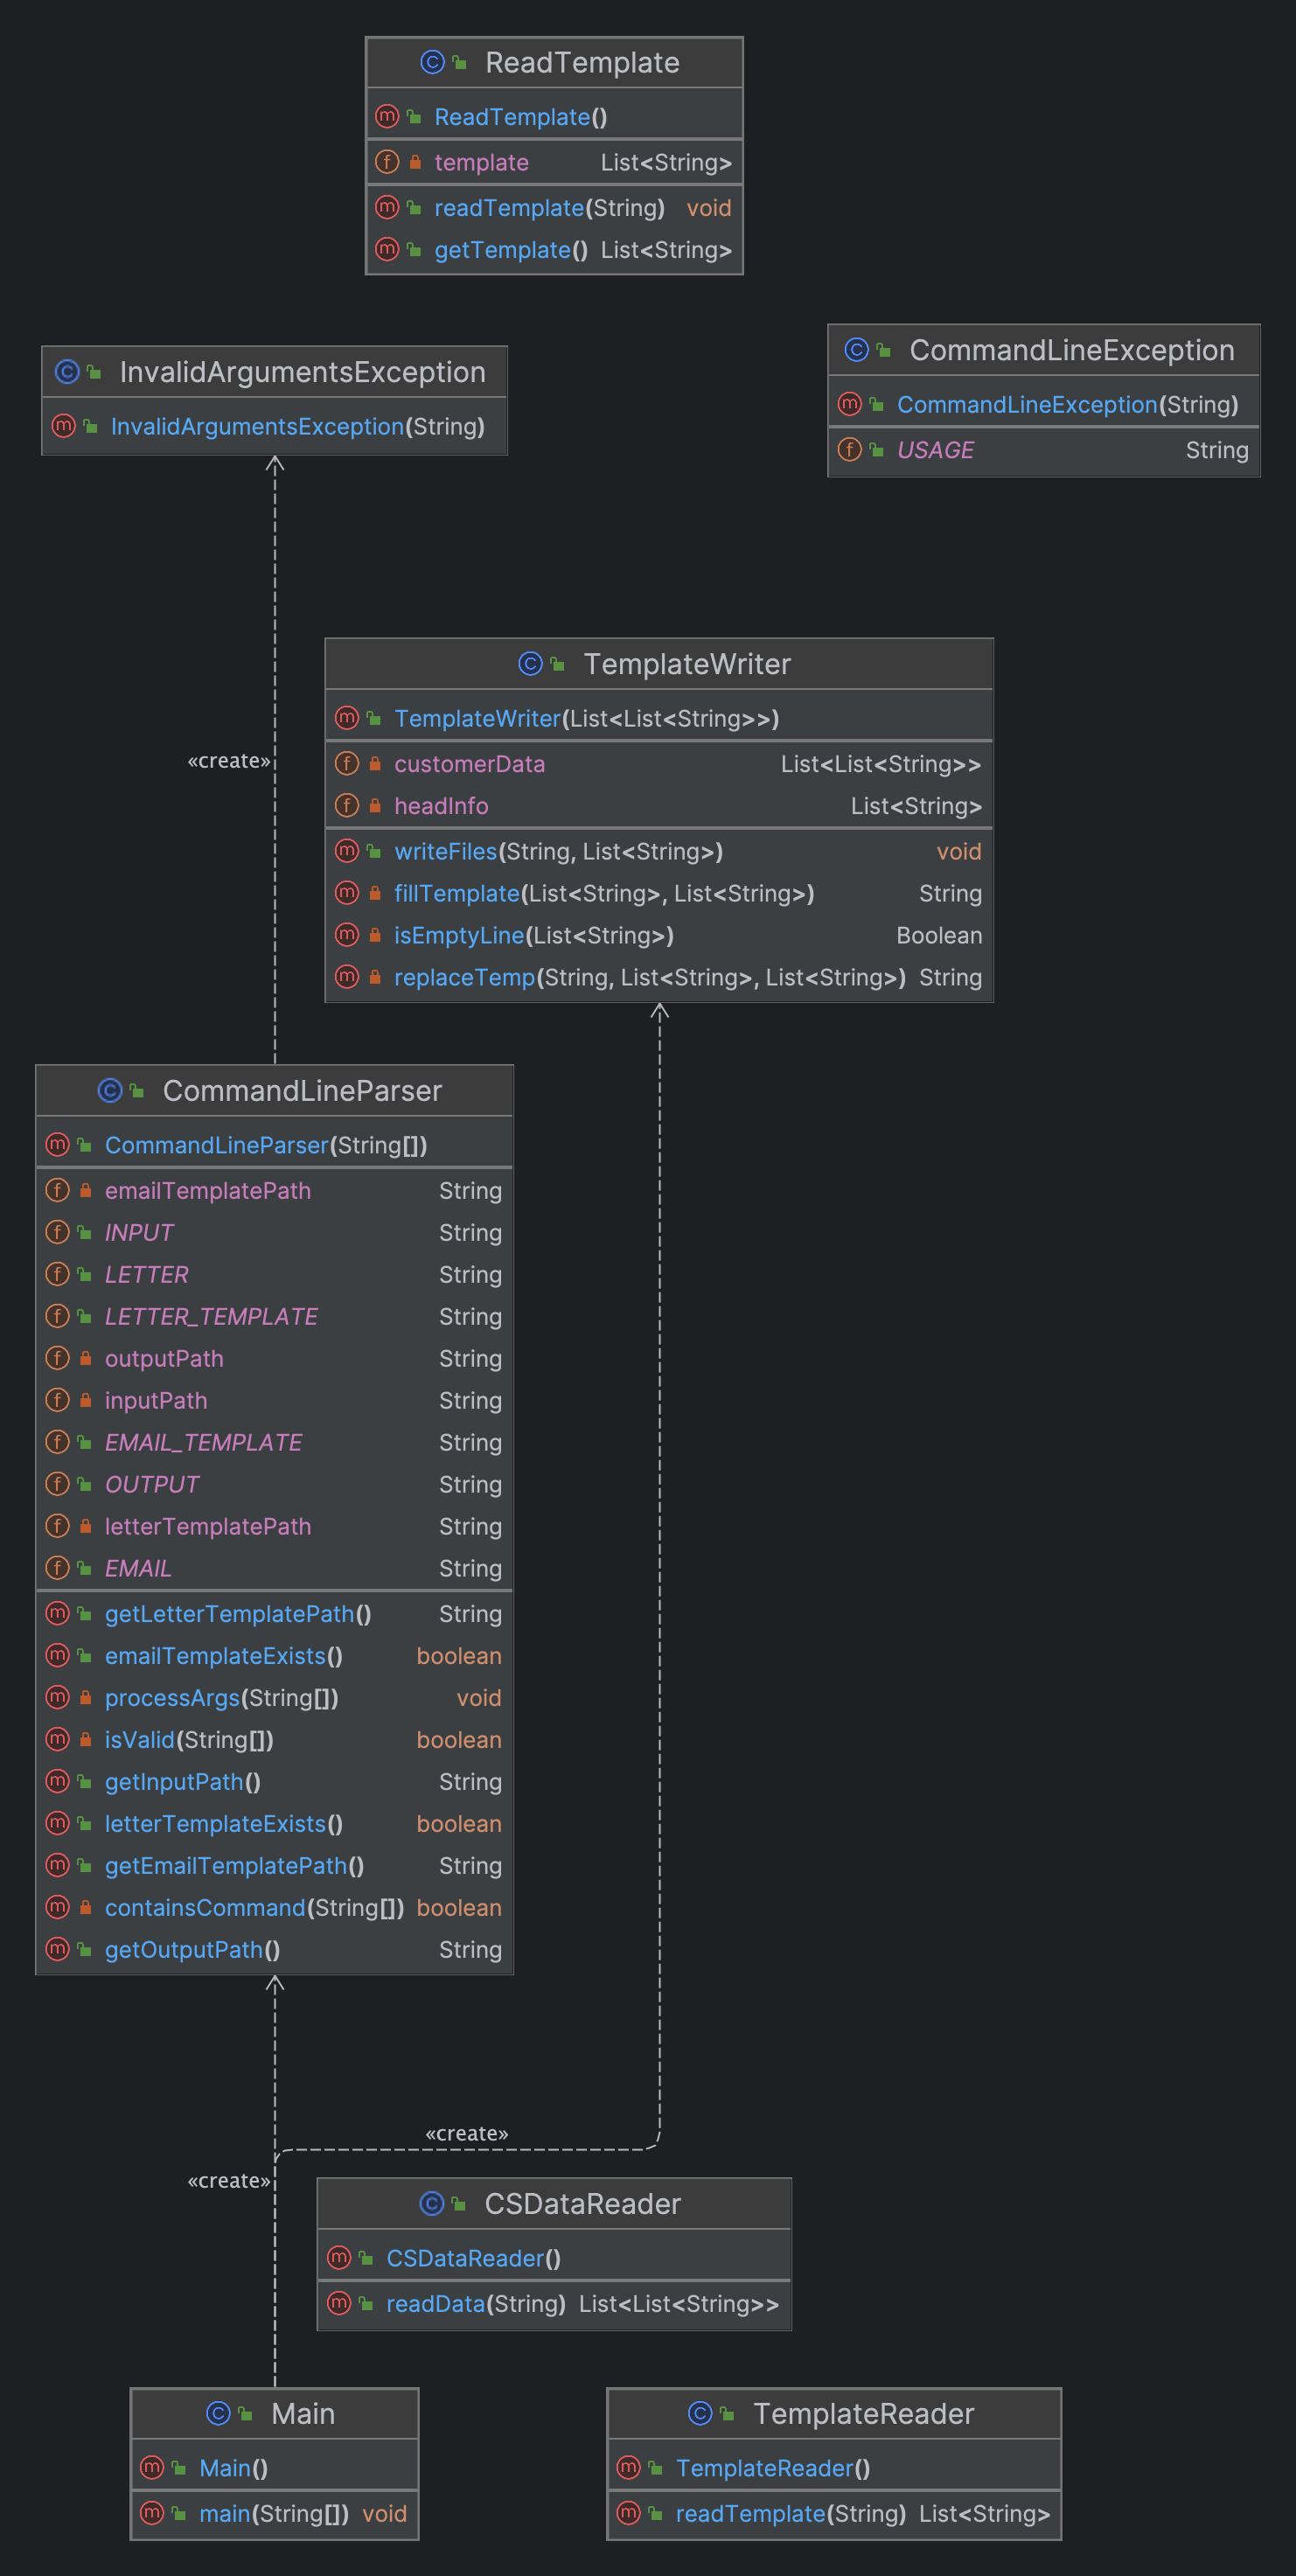 ReadTemplate
ReadTemplate()
template List<String>
readTemplate(String) void
getTemplate() List<String>
InvalidArgumentsException
InvalidArgumentsException(String)
CommandLineException
CommandLineException(String)
USAGE String
«create»
TemplateWriter
TemplateWriter(List<List<String>>)
customerData List<List<String>>
headInfo List<String>
writeFiles(String, List<String>) void
fillTemplate(List<String>, List<String>) String
isEmptyLine(List<String>) Boolean
replaceTemp(String, List<String>, List<String>) String
CommandLineParser
CommandLineParser(String[])
emailTemplatePath String
INPUT String
LETTER String
LETTER_TEMPLATE String
outputPath String
inputPath String
EMAIL_TEMPLATE String
OUTPUT String
letterTemplatePath String
EMAIL String
getLetterTemplatePath() String
emailTemplateExists() boolean
processArgs(String[]) void
isValid(String[]) boolean
getInputPath() String
letterTemplateExists() boolean
getEmailTemplatePath() String
containsCommand(String[]) boolean
getOutputPath() String
«create»
«create»
CSDataReader
CSDataReader()
readData(String) List<List<String>>
Main
Main()
main(String[]) void
TemplateReader
TemplateReader()
readTemplate(String) List<String>